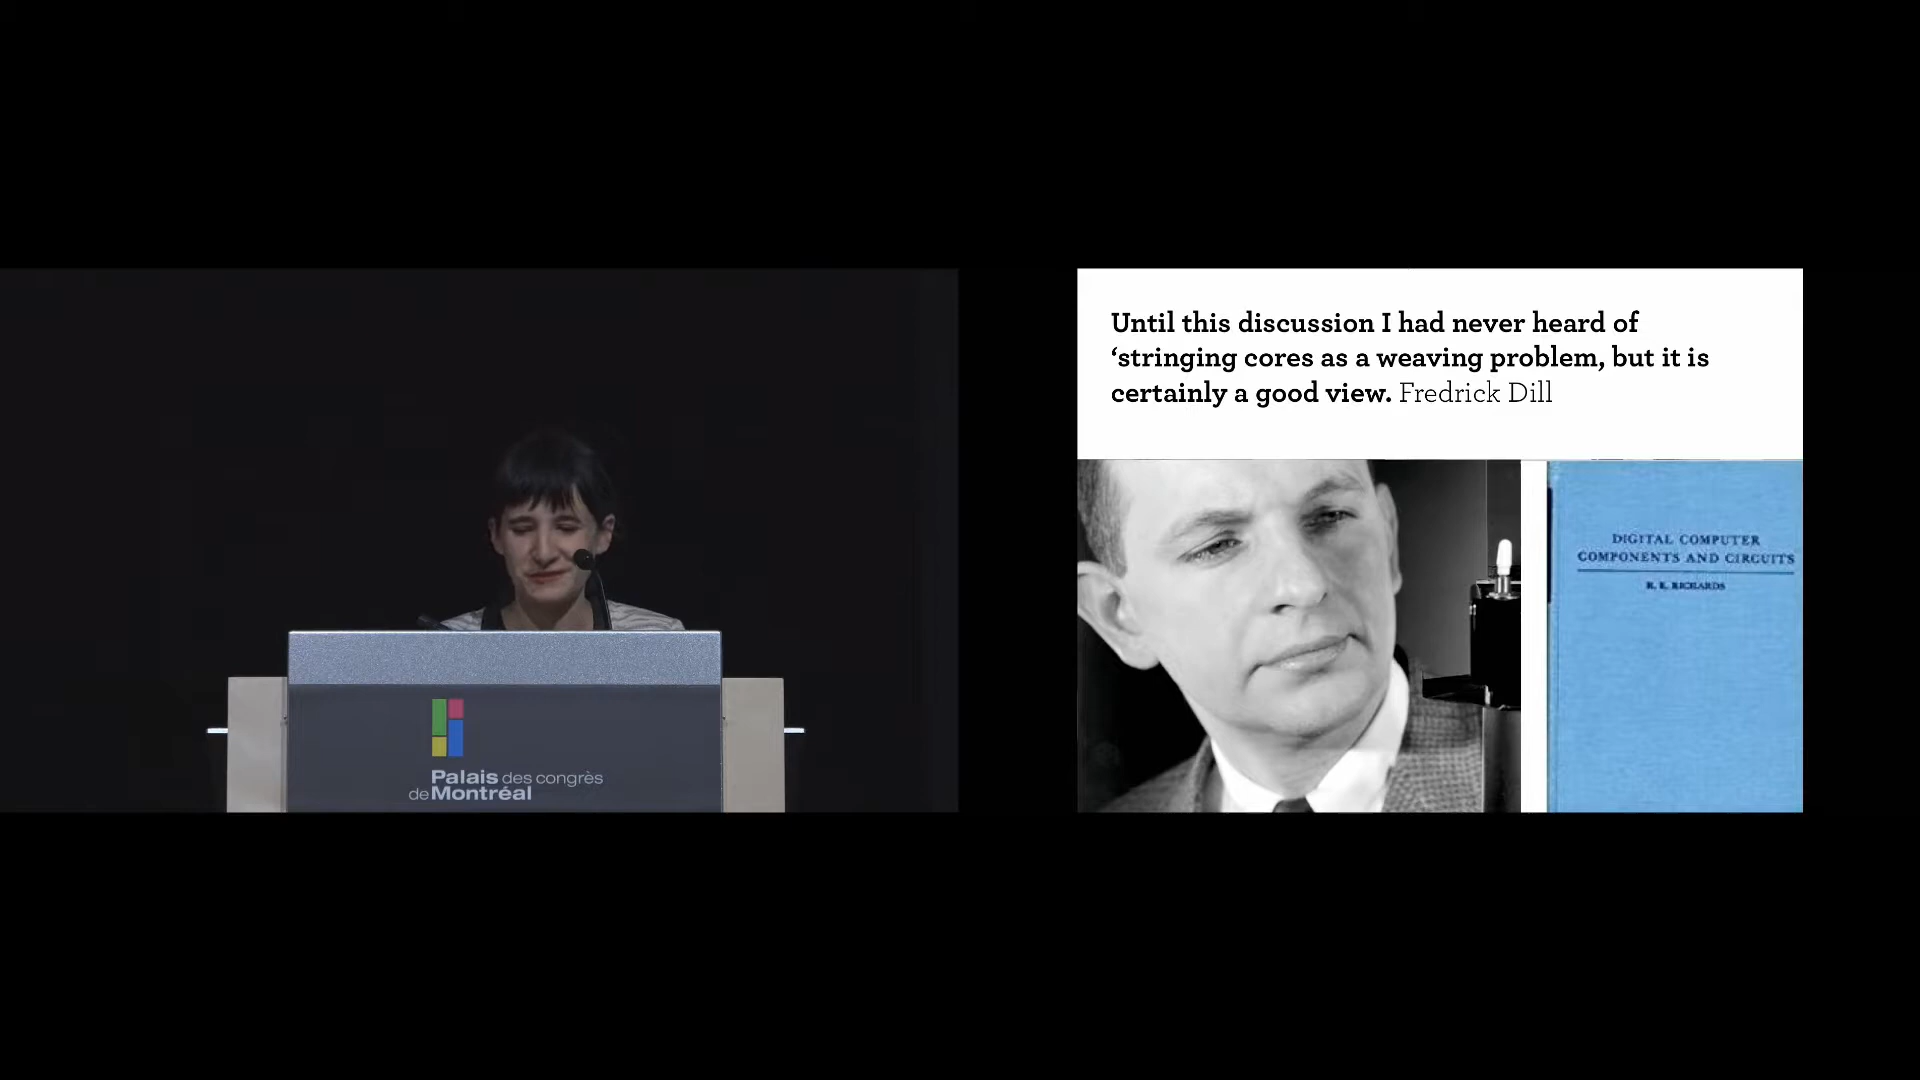 Until this discussion I had never heard of
‘stringing cores as a weaving problem, but it is
certainly a good view. Fredrick Dill
DIGITAL COMPUTER
COMPONENTS AND CIRCUITS
R. K. RICHARDS
Palais des congrès
de Montréal